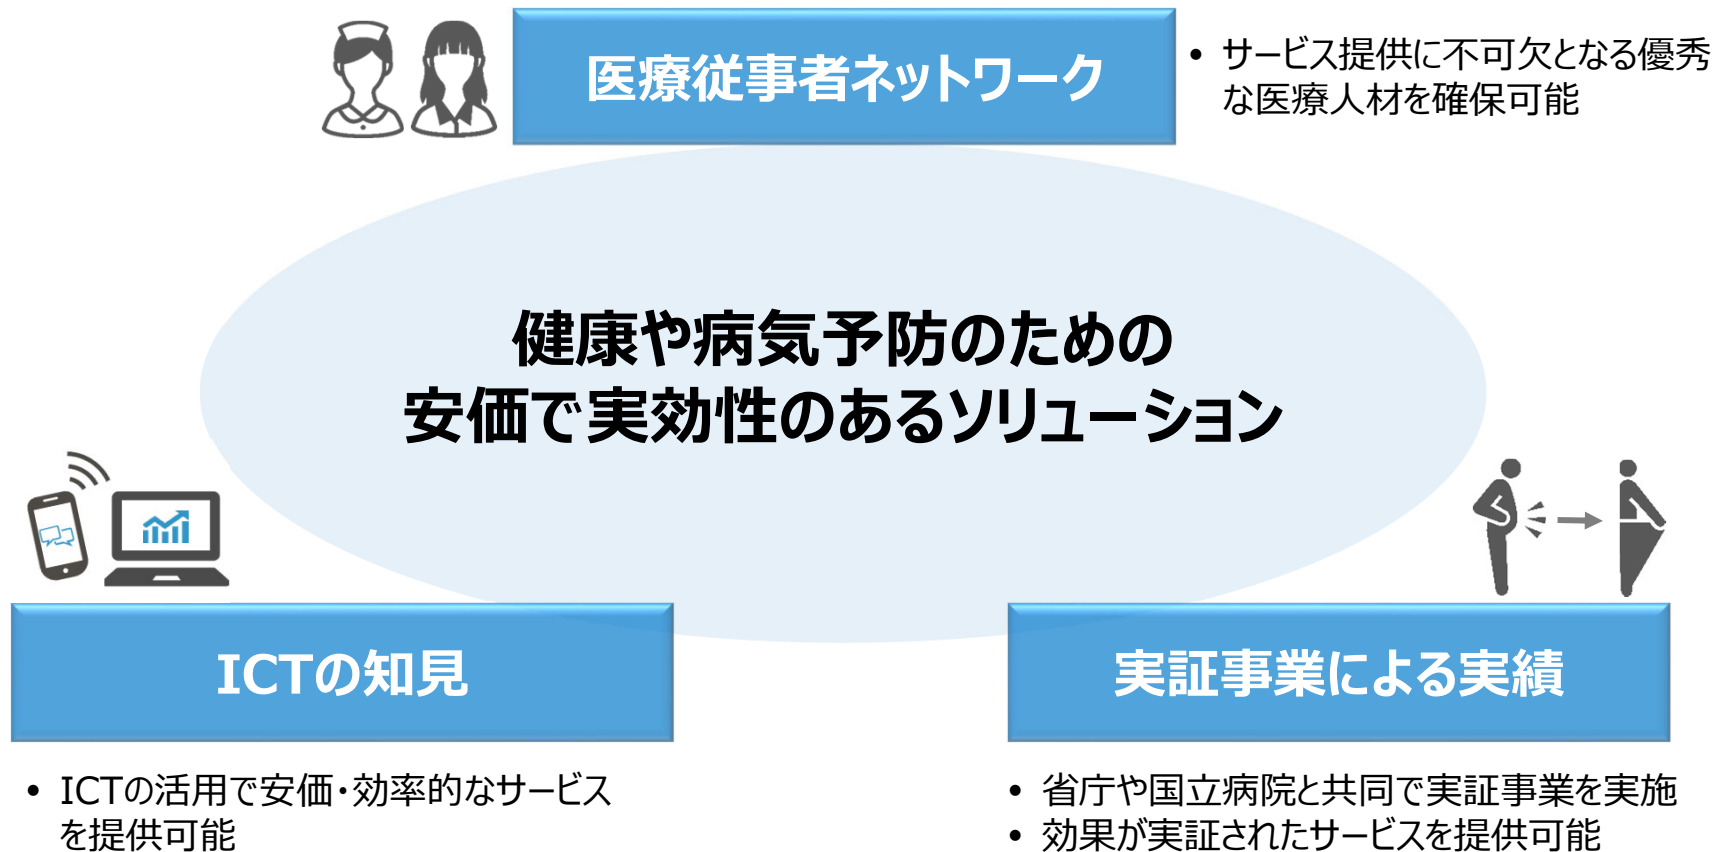 医療従事者ネットワーク
• サービス提供に不可欠となる優秀
な医療人材を確保可能
健康や病気予防のための
安価で実効性のあるソリューション
ICTの知見
• ICTの活用で安価・効率的なサービス
を提供可能
実証事業による実績
• 省庁や国立病院と共同で実証事業を実施
• 効果が実証されたサービスを提供可能